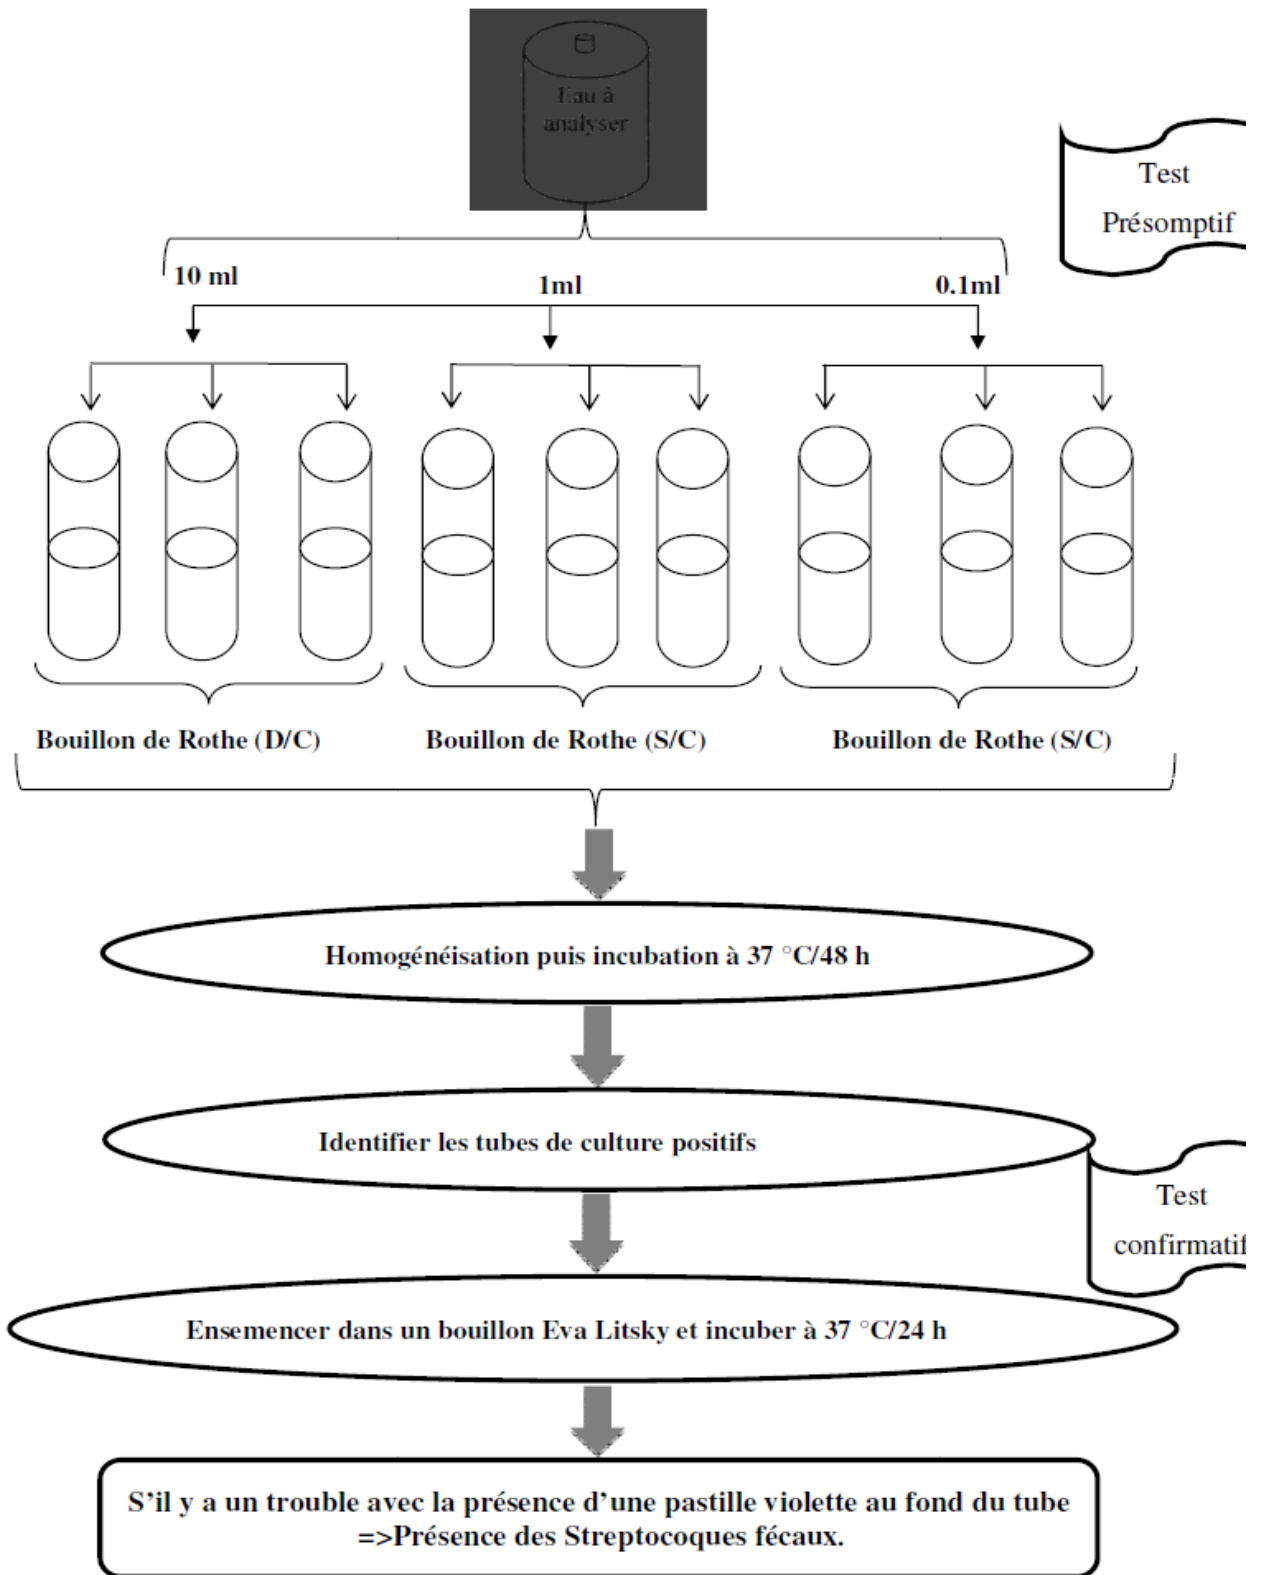 Eau à
analyser
Test
Présomptif
10 ml
1ml
0.1ml
Bouillon de Rothe (D/C)
Bouillon de Rothe (S/C)
Bouillon de Rothe (S/C)
Homogénéisation puis incubation à 37 °C/48 h
Identifier les tubes de culture positifs
Test
confirmatif
Ensemencer dans un bouillon Eva Litsky et incuber à 37 °C/24 h
S’il y a un trouble avec la présence d’une pastille violette au fond du tube
=>Présence des Streptocoques fécaux.